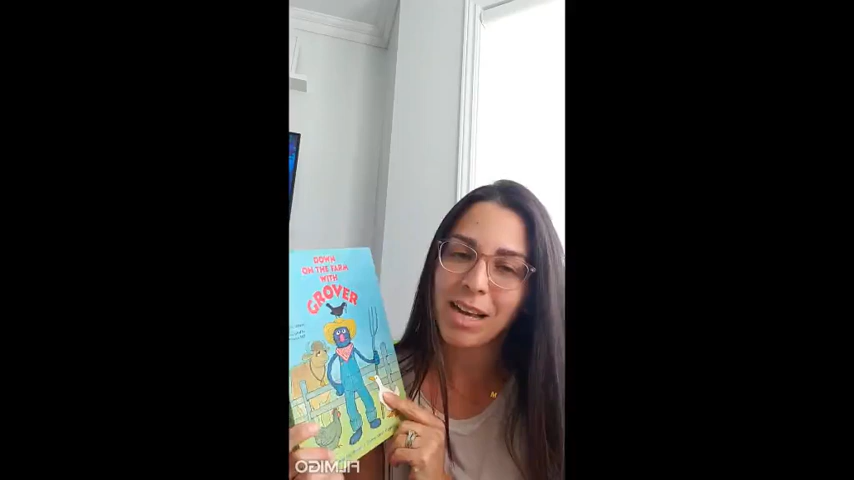 DOWN
ON THE FARM
WITH
GROVER
M
FILMIGO